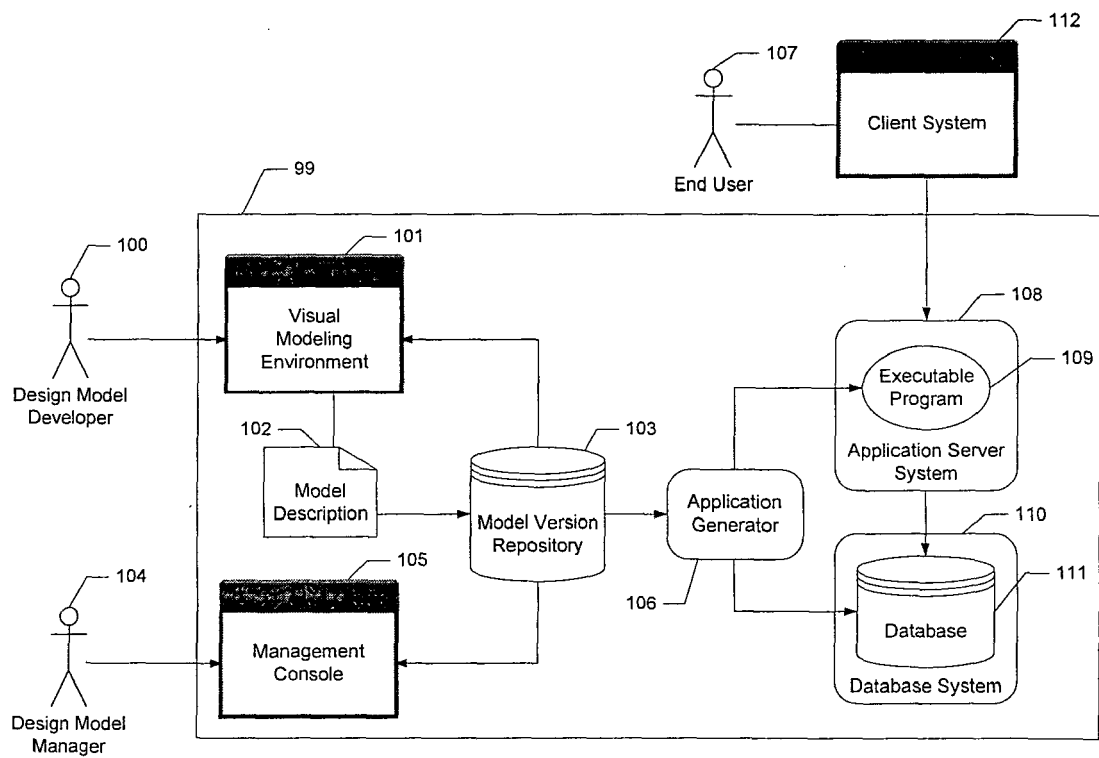 112
107
Client System
End User
99
100
101
Visual
Modeling
Environment
Design Model
Developer
102
Model
Description
103
Model Version
Repository
Application
Generator
106
108
Executable
Program
109
Application Server
System
110
111
Database
Database System
104
105
Management
Console
Design Model
Manager